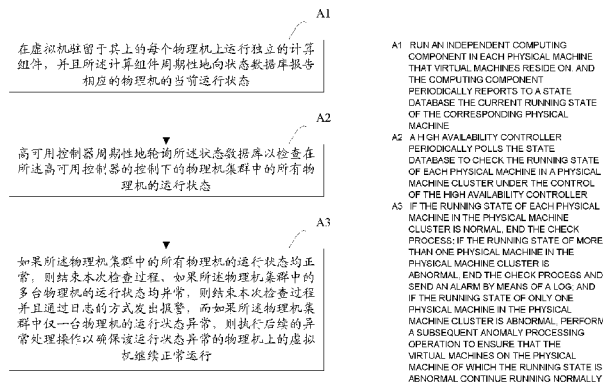 A1
在虚拟机驻留于其上的每个物理机上运行独立的计算
组件，并且所述计算组件周期性地向状态数据库报告
相应的物理机的当前运行状态
A2
高可用控制器周期性地轮询所述状态数据库以检查在
所述高可用控制器的控制下的物理机集群中的所有物
理机的运行状态
A3
如果所述物理机集群中的所有物理机的运行状态均正
常，则结束本次检查过程、如果所述物理机集群中的
多台物理机的运行状态均异常，则结束本次检查过程
并且通过日志的方式发出报警，而如果所述物理机集
群中仅一台物理机的运行状态异常，则执行后续的异
常处理操作以确保该运行状态异常的物理机上的虚拟
机继续正常运行
A1 RUN AN INDEPENDENT COMPUTING
COMPONENT IN EACH PHYSICAL MACHINE
THAT VIRTUAL MACHINES RESIDE ON, AND
THE COMPUTING COMPONENT
PERIODICALLY REPORTS TO A STATE
DATABASE THE CURRENT RUNNING STATE
OF THE CORRESPONDING PHYSICAL
MACHINE
A2 A HIGH AVAILABILITY CONTROLLER
PERIODICALLY POLLS THE STATE
DATABASE TO CHECK THE RUNNING STATE
OF EACH PHYSICAL MACHINE IN A PHYSICAL
MACHINE CLUSTER UNDER THE CONTROL
OF THE HIGH AVAILABILITY CONTROLLER
A3 IF THE RUNNING STATE OF EACH PHYSICAL
MACHINE IN THE PHYSICAL MACHINE
CLUSTER IS NORMAL, END THE CHECK
PROCESS; IF THE RUNNING STATE OF MORE
THAN ONE PHYSICAL MACHINE IN THE
PHYSICAL MACHINE CLUSTER IS
ABNORMAL, END THE CHECK PROCESS AND
SEND AN ALARM BY MEANS OF A LOG; AND
IF THE RUNNING STATE OF ONLY ONE
PHYSICAL MACHINE IN THE PHYSICAL
MACHINE CLUSTER IS ABNORMAL, PERFORM
A SUBSEQUENT ANOMALY PROCESSING
OPERATION TO ENSURE THAT THE
VIRTUAL MACHINES ON THE PHYSICAL
MACHINE OF WHICH THE RUNNING STATE IS
ABNORMAL CONTINUE RUNNING NORMALLY